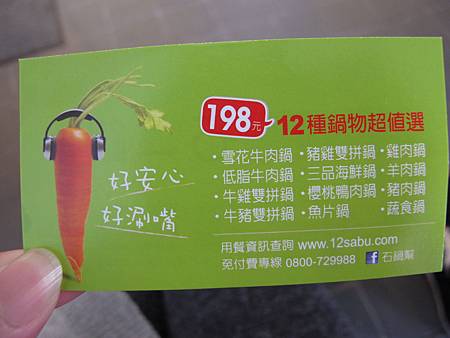 198元 12種鍋物超值選
・雪花牛肉鍋 ・豬雞雙拼鍋 ・雞肉鍋
・低脂牛肉鍋 ・三品海鮮鍋 ・羊肉鍋
・牛雞雙拼鍋 ・櫻桃鴨肉鍋 ・豬肉鍋
・牛豬雙拼鍋 ・魚片鍋 ・蔬食鍋
好安心
好涮嘴
用餐資訊查詢 www.12sabu.com
免付費專線 0800-729988 f 石鍋幫